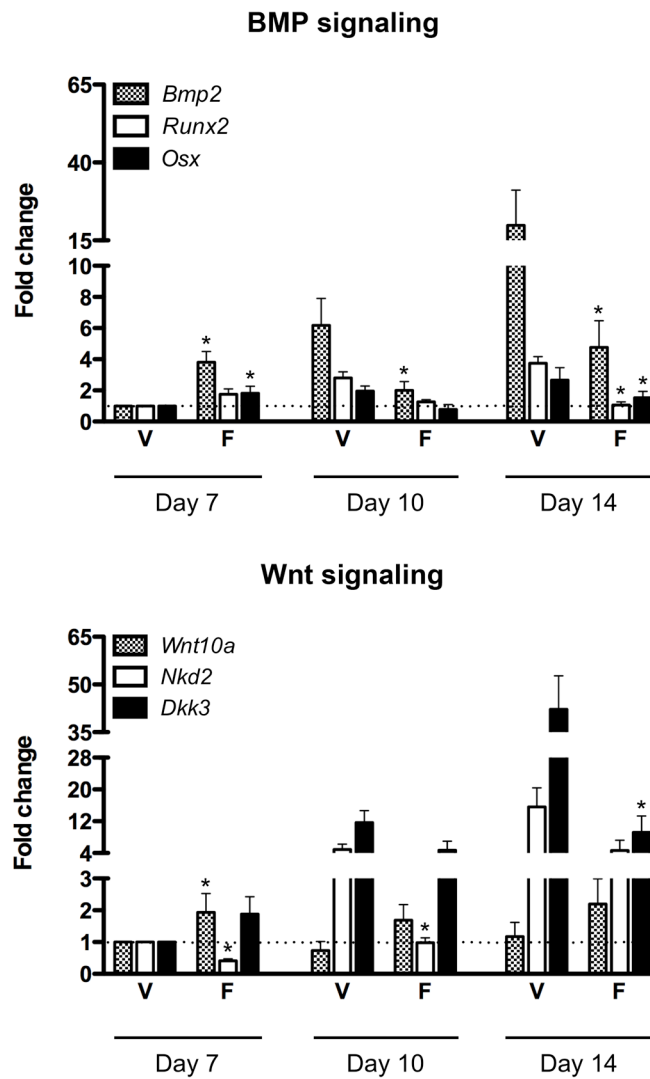 BMP signaling
65
40
15
10
8
6
4
2
0
Fold change
Bmp2
Runx2
Osx
*
*
*
*
*
*
V F V F V F
Day 7 Day 10 Day 14
Wnt signaling
65
50
35
28
20
12
4
3
2
1
0
Fold change
Wnt10a
Nkd2
Dkk3
*
*
*
*
V F V F V F
Day 7 Day 10 Day 14